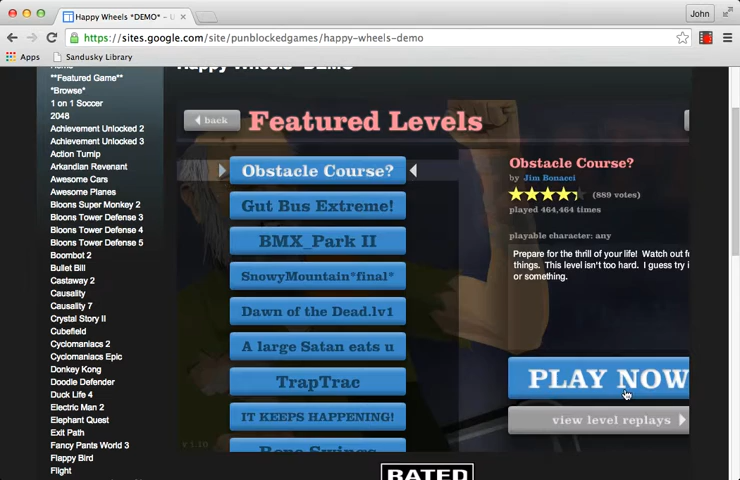 Happy Wheels *DEMO* - U
John
https://sites.google.com/site/punblockedgames/happy-wheels-demo
Apps
Sandusky Library
Home
**Featured Game**
*Browse*
1 on 1 Soccer
2048
Achievement Unlocked 2
Achievement Unlocked 3
Action Turnip
Arkandian Revenant
Awesome Cars
Awesome Planes
Bloons Super Monkey 2
Bloons Tower Defense 3
Bloons Tower Defense 4
Bloons Tower Defense 5
Boombot 2
Bullet Bill
Castaway 2
Causality
Causality 7
Crystal Story II
Cubefield
Cyclomaniacs 2
Cyclomaniacs Epic
Donkey Kong
Doodle Defender
Duck Life 4
Electric Man 2
Elephant Quest
Exit Path
Fancy Pants World 3
Flappy Bird
Flight
Happy Wheels *DEMO*
back
Featured Levels
Obstacle Course?
Gut Bus Extreme!
BMX_Park II
SnowyMountain*final*
Dawn of the Dead.lv1
A large Satan eats u
TrapTrac
IT KEEPS HAPPENING!
Rope Swings
v 1.10
Obstacle Course?
by Jim Bonacci
(889 votes)
played 464,464 times
playable character: any
Prepare for the thrill of your life! Watch out f
things. This level isn't too hard. I guess try i
or something.
PLAY NOW
view level replays
RATED